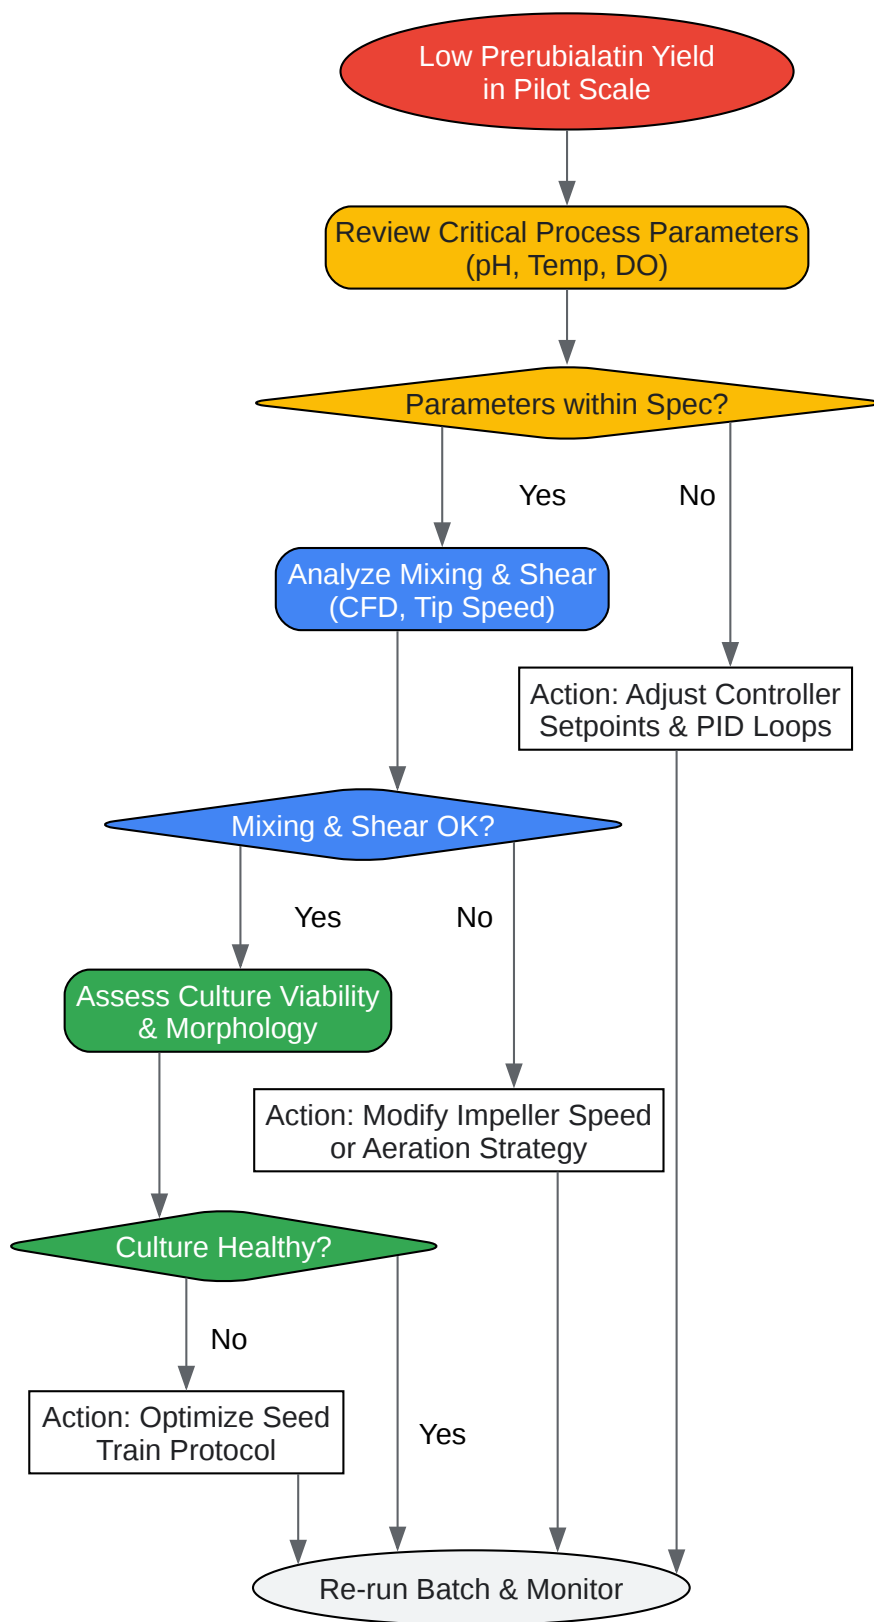 Low Prerubialatin Yield
in Pilot Scale
Review Critical Process Parameters
(pH, Temp, DO)
Parameters within Spec?
Yes
No
Analyze Mixing & Shear
(CFD, Tip Speed)
Action: Adjust Controller
Setpoints & PID Loops
Mixing & Shear OK?
Yes
No
Assess Culture Viability
& Morphology
Action: Modify Impeller Speed
or Aeration Strategy
Culture Healthy?
No
Yes
Action: Optimize Seed
Train Protocol
Re-run Batch & Monitor